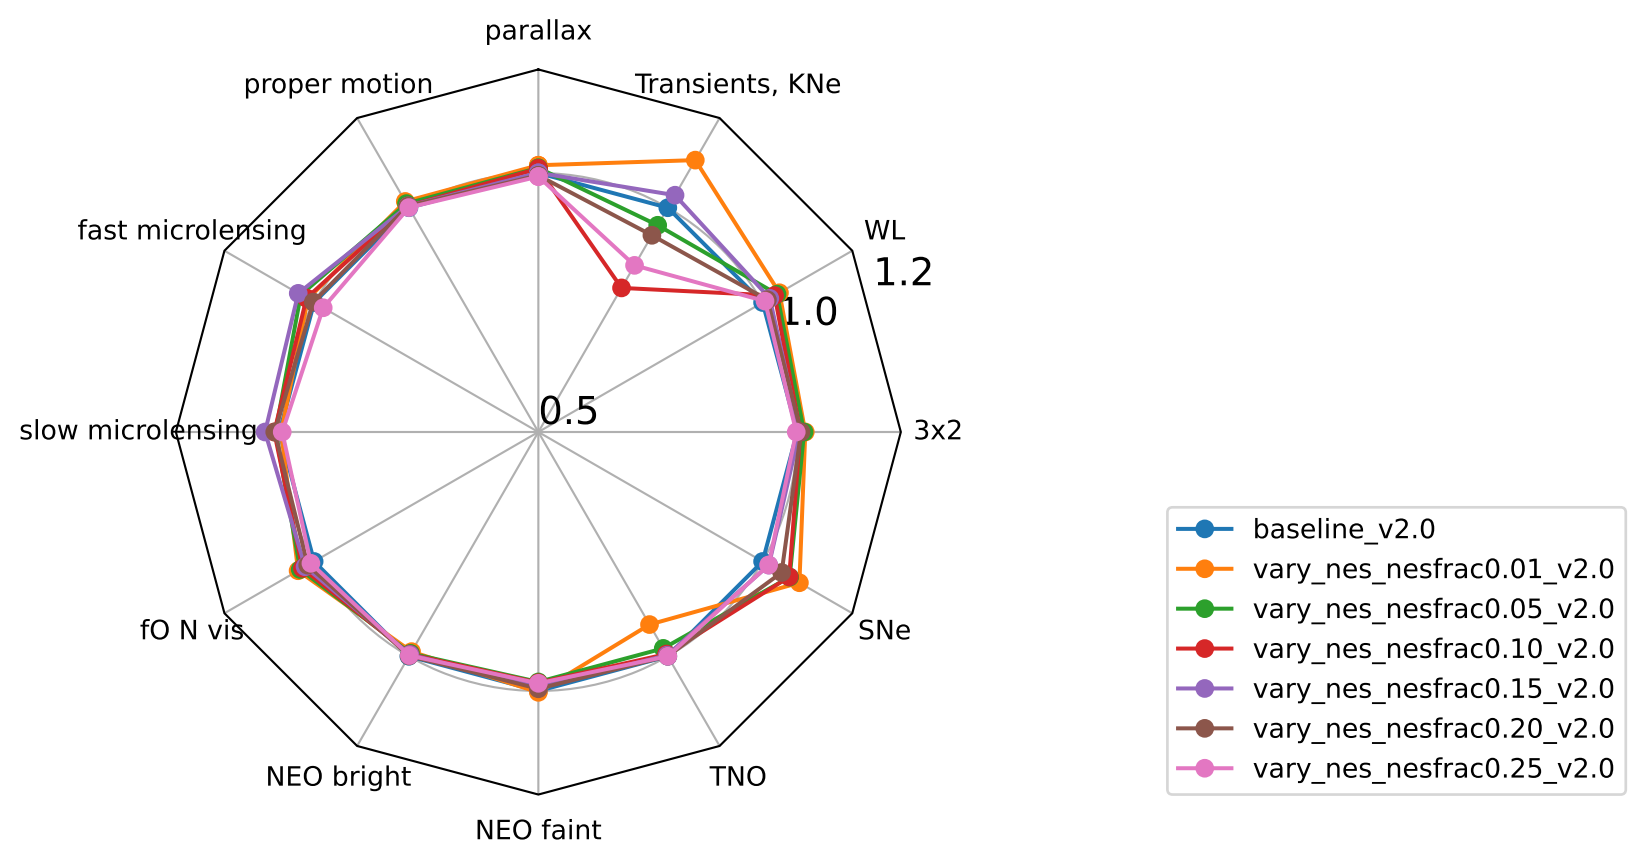 parallax
proper motion
Transients, KNe
fast microlensing
WL
1.2
1.0
0.5
slow microlensing
3x2
fO N vis
SNe
NEO bright
TNO
NEO faint
baseline_v2.0
vary_nes_nesfrac0.01_v2.0
vary_nes_nesfrac0.05_v2.0
vary_nes_nesfrac0.10_v2.0
vary_nes_nesfrac0.15_v2.0
vary_nes_nesfrac0.20_v2.0
vary_nes_nesfrac0.25_v2.0